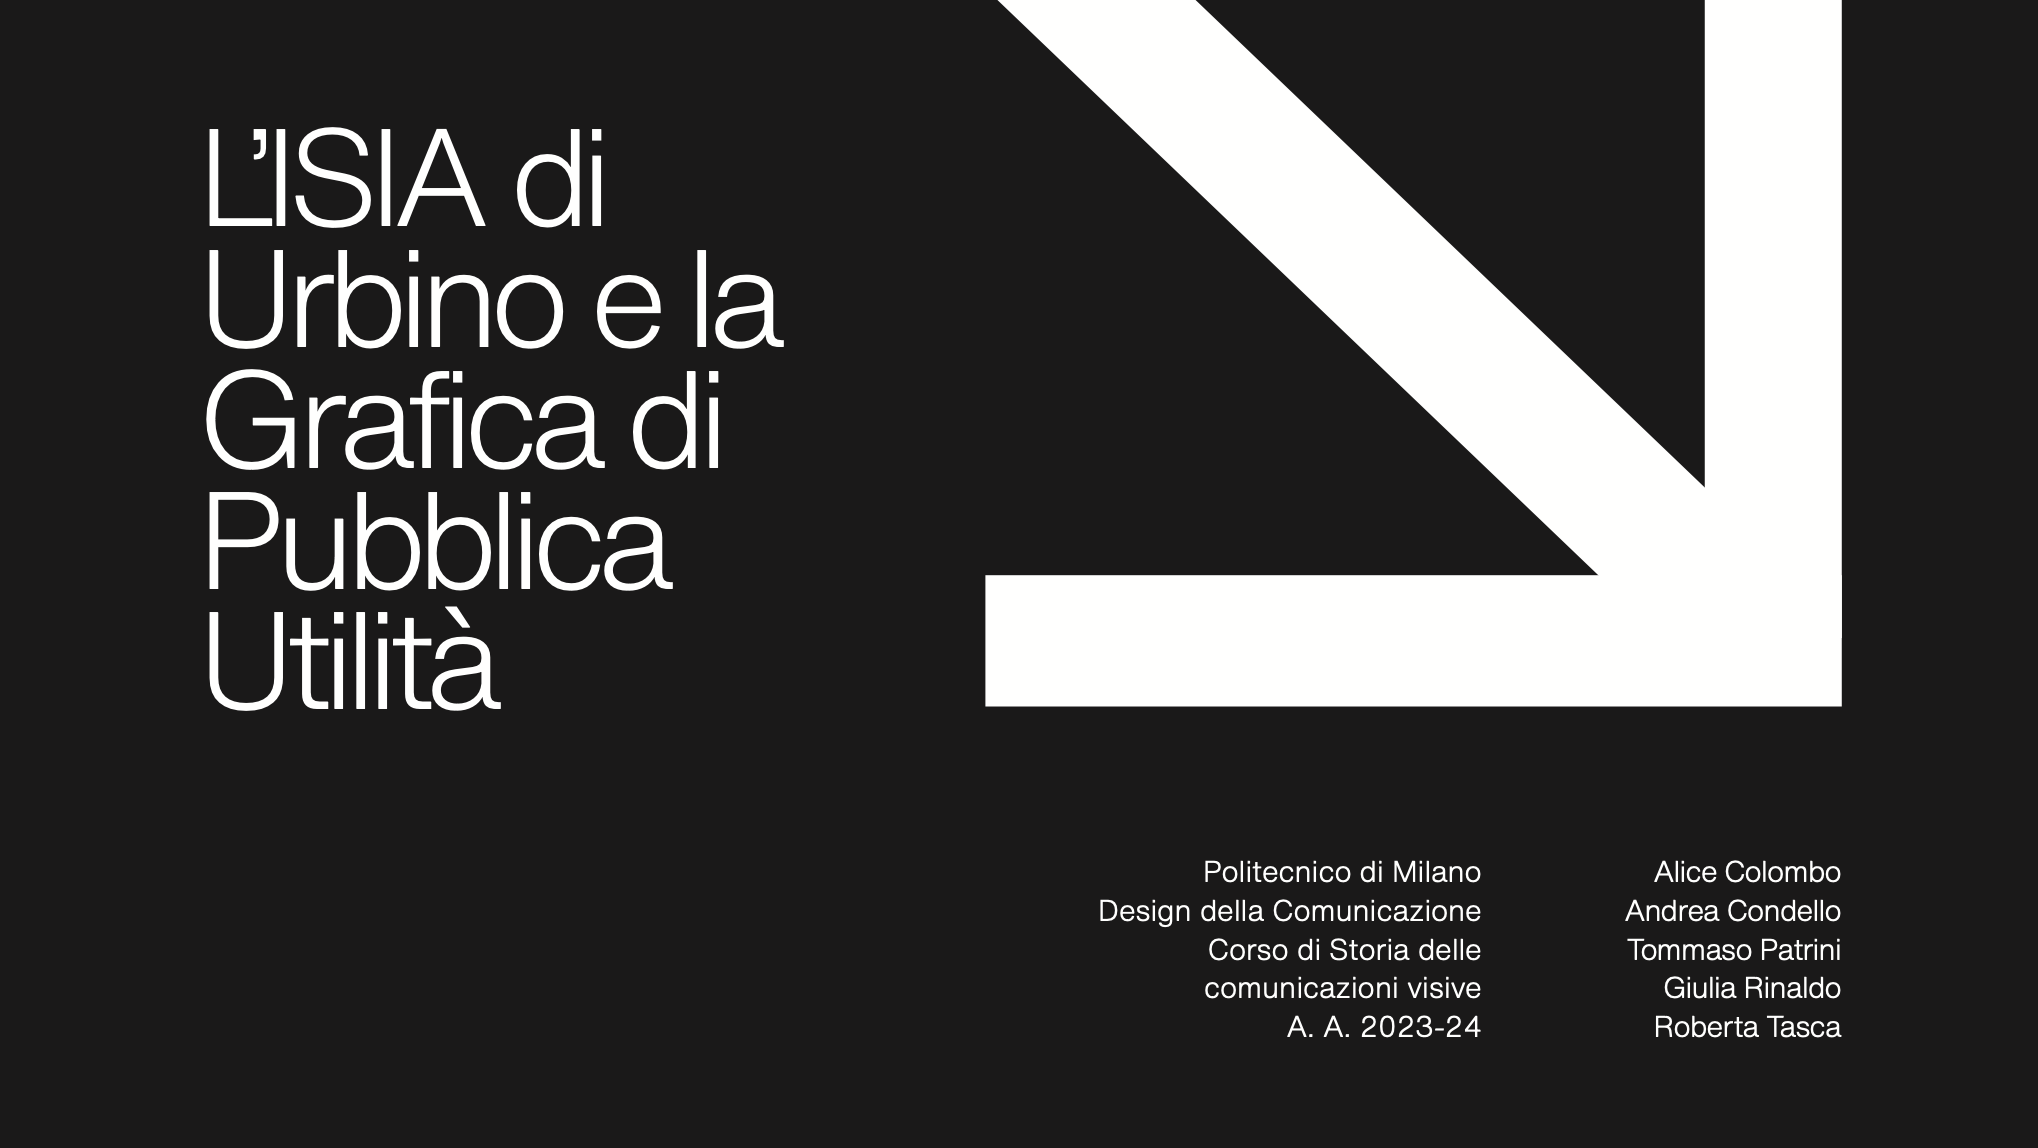 L’ISIA di
Urbino e la
Grafica di
Pubblica
Utilità
Politecnico di Milano
Design della Comunicazione
Corso di Storia delle
comunicazioni visive
A. A. 2023-24
Alice Colombo
Andrea Condello
Tommaso Patrini
Giulia Rinaldo
Roberta Tasca